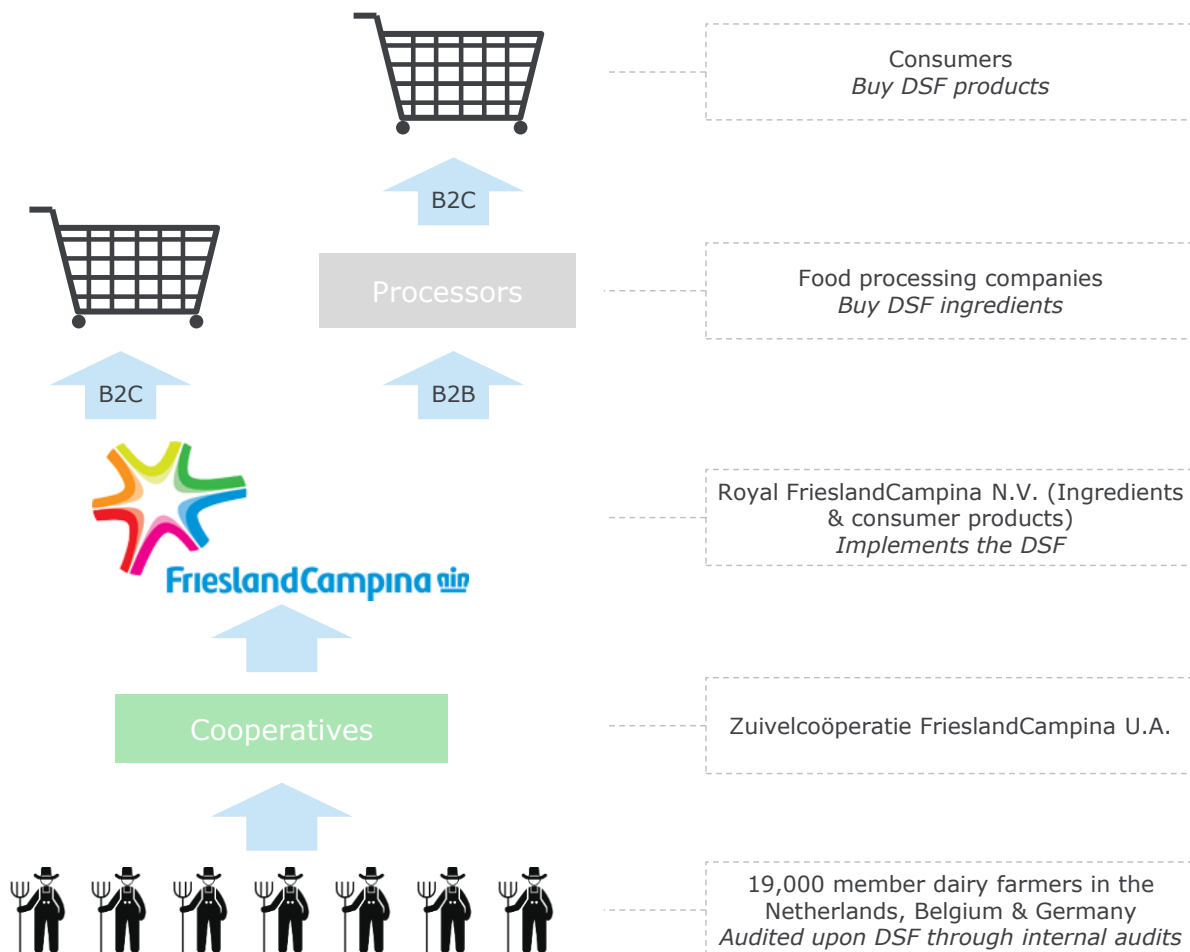 Consumers
Buy DSF products
B2C
Processors
Food processing companies
Buy DSF ingredients
B2C
B2B
FrieslandCampina
Royal FrieslandCampina N.V. (Ingredients
& consumer products)
Implements the DSF
Cooperatives
Zuivelcoöperatie FrieslandCampina U.A.
19,000 member dairy farmers in the
Netherlands, Belgium & Germany
Audited upon DSF through internal audits